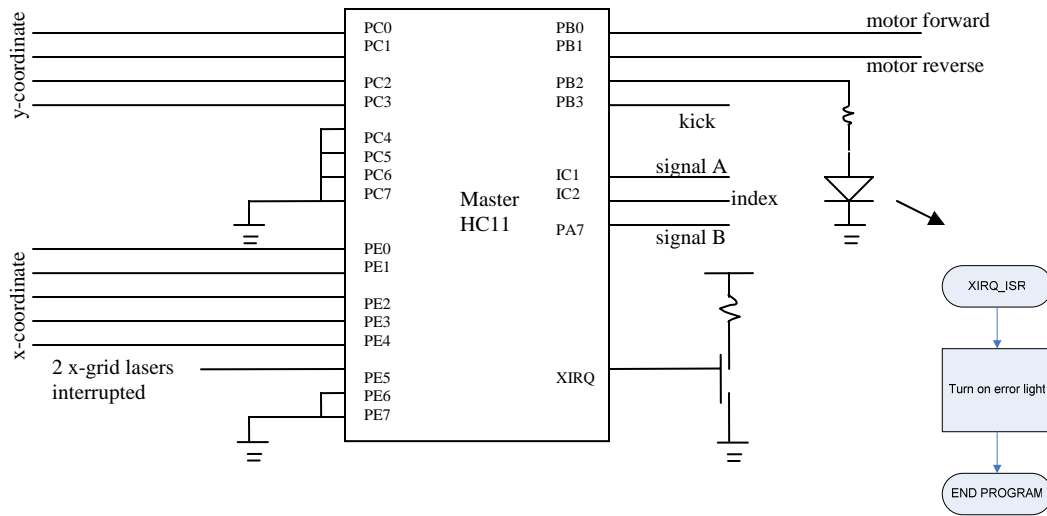 y-coordinate
PC0
PC1
PC2
PC3
PC4
PC5
PC6
PC7
x-coordinate
PE0
PE1
PE2
PE3
PE4
2 x-grid lasers
interrupted
PE5
PE6
PE7
Master
HC11
PB0
PB1
PB2
PB3
IC1
IC2
PA7
XIRQ
motor forward
motor reverse
kick
signal A
index
signal B
XIRQ_ISR
Turn on error light
END PROGRAM